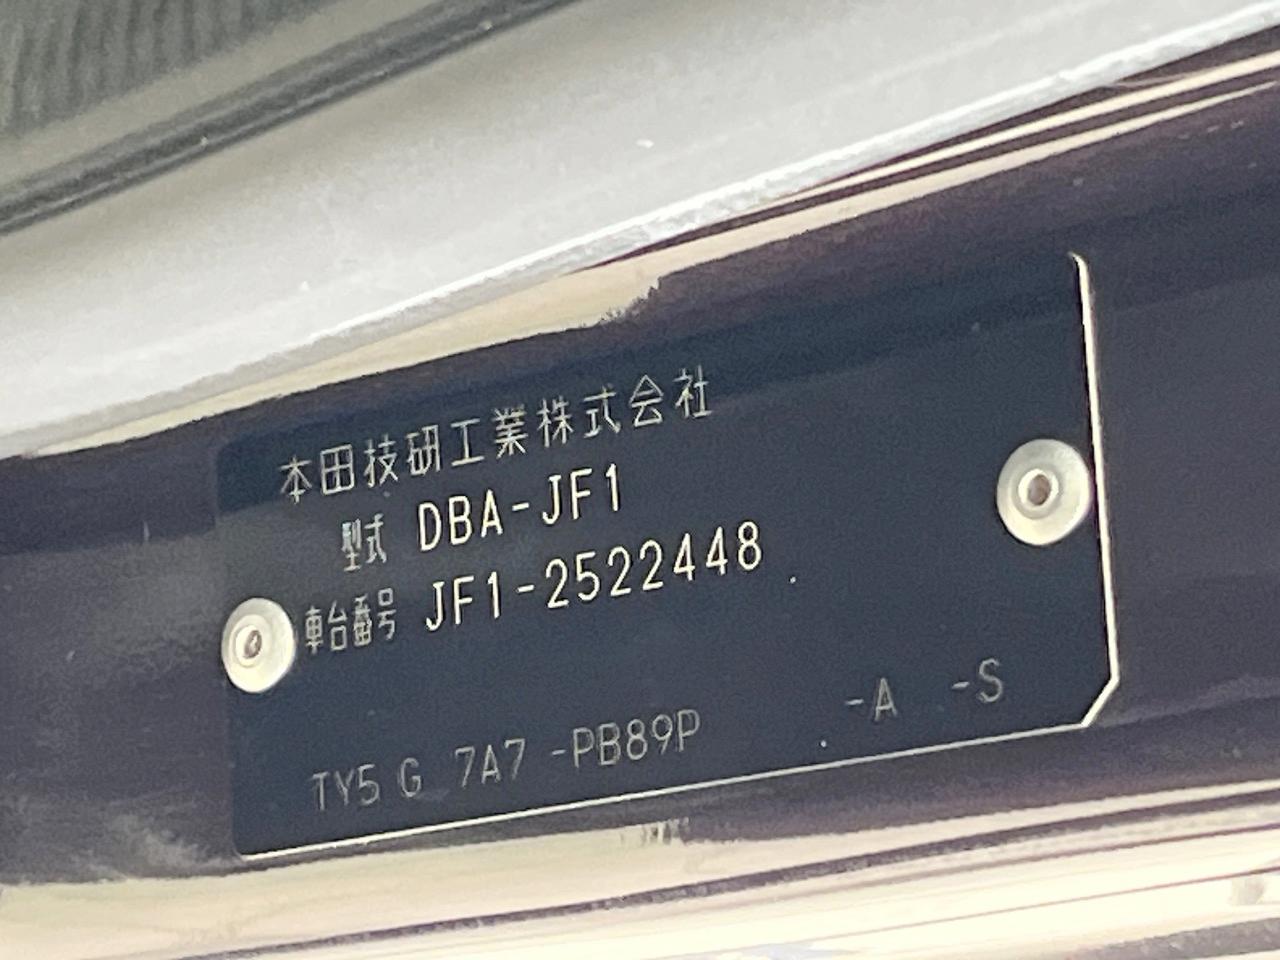 本田技研工業株式会社
型式 DBA-JF1
車台番号 JF1-2522448
TY5 G 7A7 -PB89P -A -S